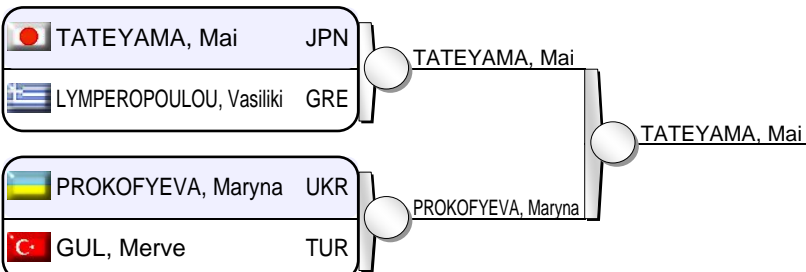 TATEYAMA, Mai JPN
LYMPEROPOULOU, Vasiliki GRE
TATEYAMA, Mai
TATEYAMA, Mai
PROKOFYEVA, Maryna UKR
PROKOFYEVA, Maryna
GUL, Merve TUR